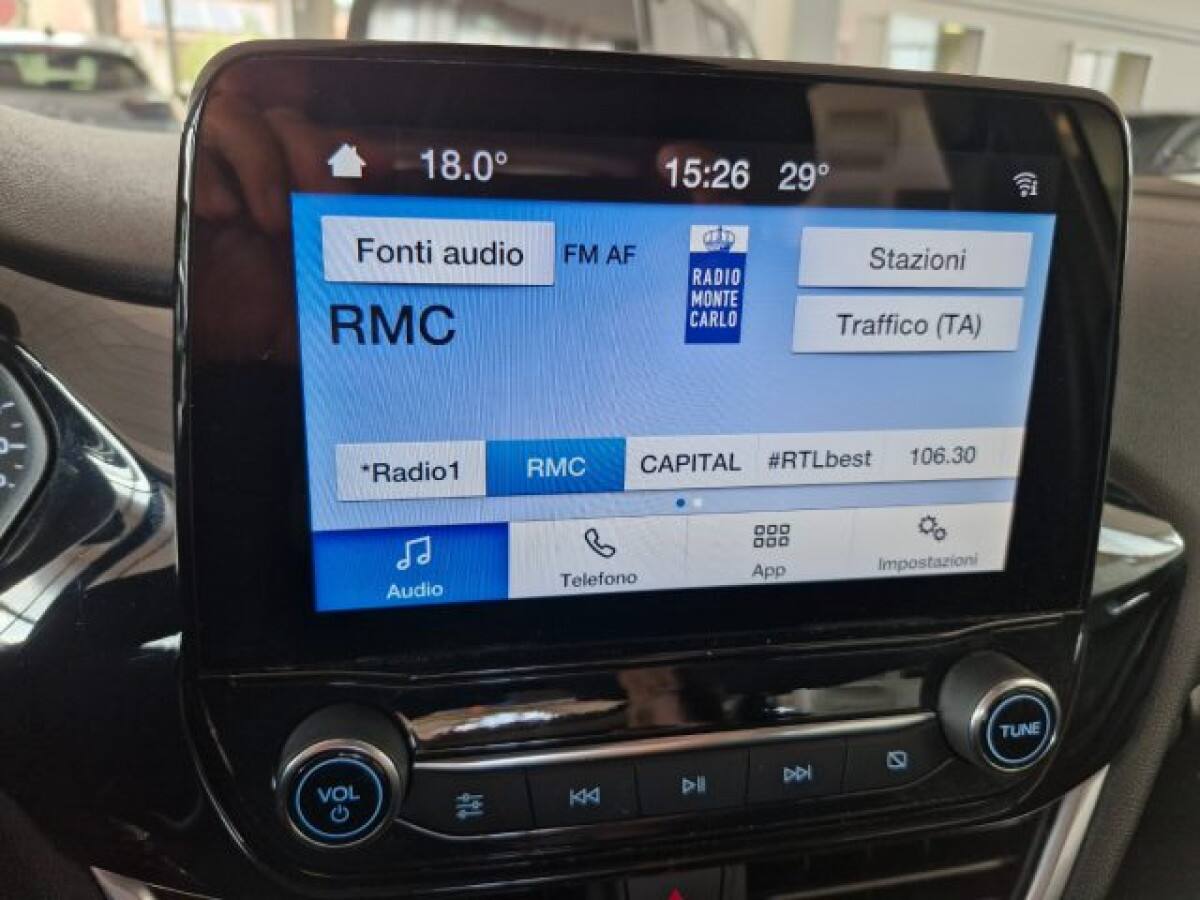 18.0° 15:26 29°
Fonti audio FM AF
RADIO
MONTE
CARLO
Stazioni
Traffico (TA)
RMC
*Radio1 RMC CAPITAL #RTLbest 106.30
Audio Telefono App Impostazioni
VOL
TUNE